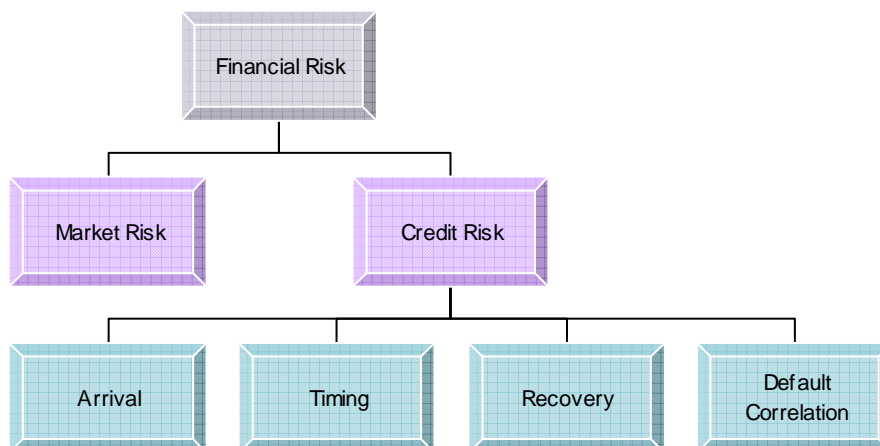 Financial Risk
Market Risk
Credit Risk
Arrival
Timing
Recovery
Default
Correlation